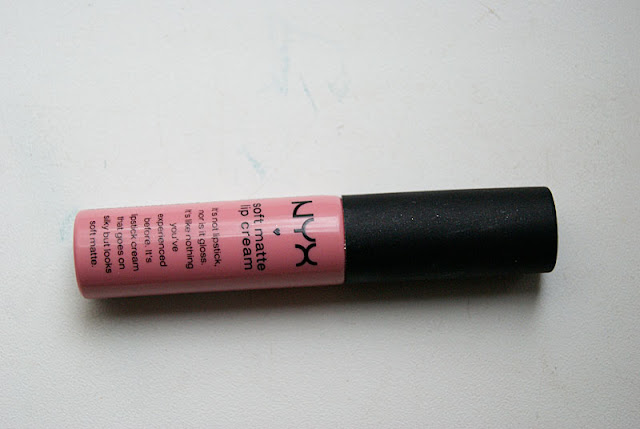 NYX
soft matte
lip cream
It's not lipstick,
nor is it gloss.
It's like nothing
you've
experienced
before. It's
lipstick cream
that goes on
silky but looks
soft matte.